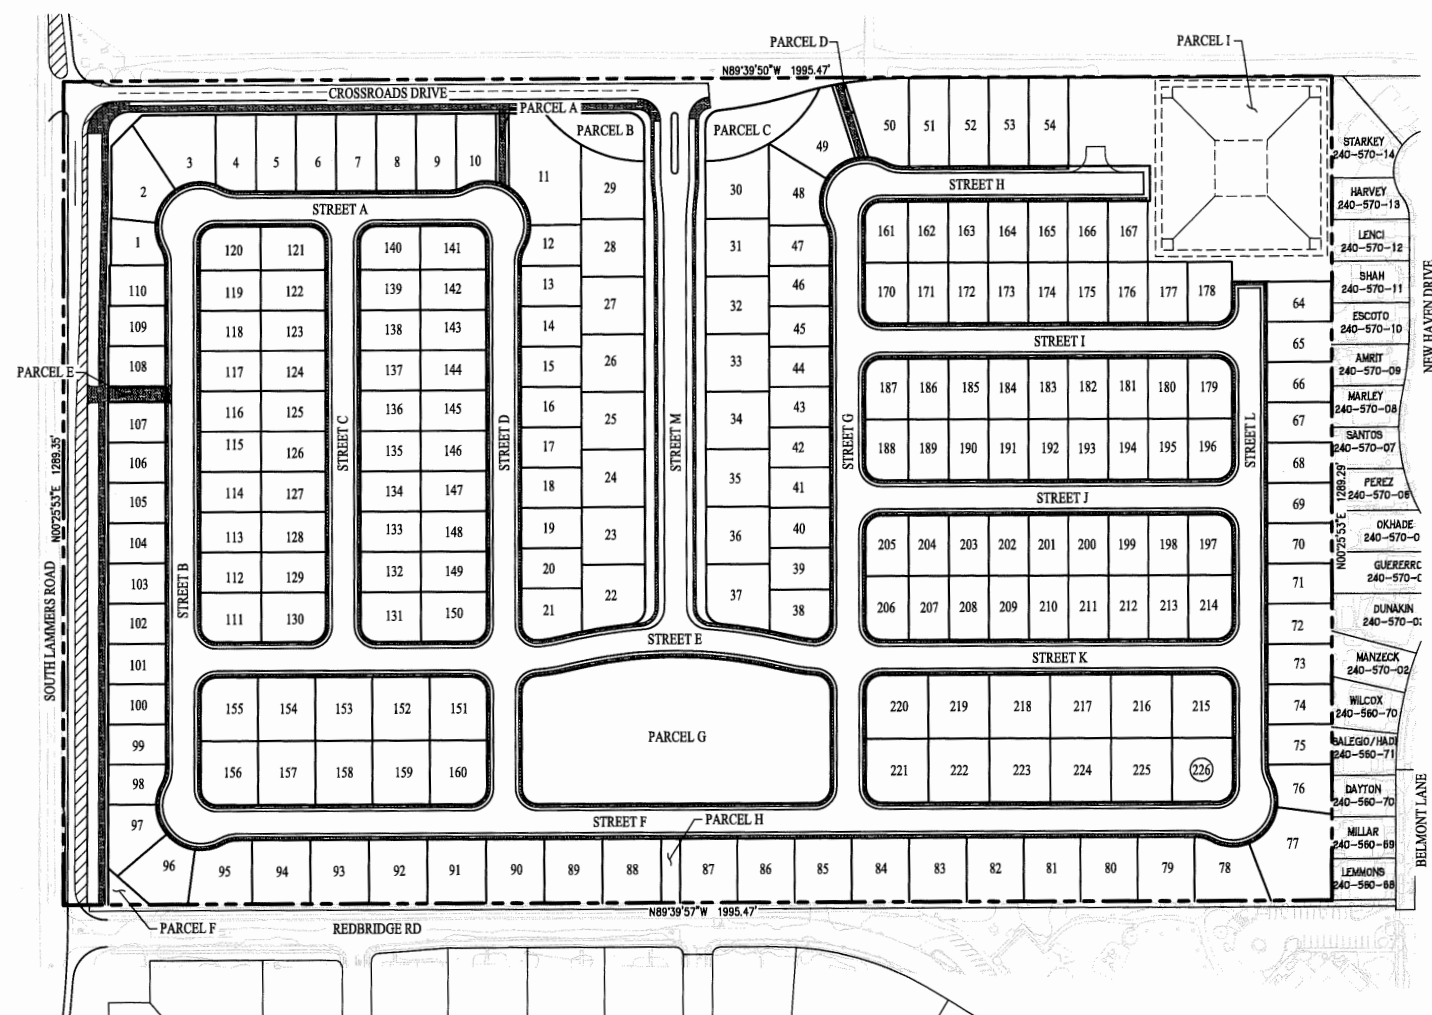 PARCEL D
PARCEL I
N89°39'50"W 1995.47'
CROSSROADS DRIVE
PARCEL A
PARCEL B
PARCEL C
50 51 52 53 54
49
STARKEY
240-570-14
3 4 5 6 7 8 9 10
11
29
30
48
2
STREET H
HARVEY
240-570-13
STREET A
1
120 121 140 141
12
28
31
47
161 162 163 164 165 166 167
LENCI
240-570-12
110
119 122 139 142
13
27
32
46
170 171 172 173 174 175 176 177 178
64
SHAH
240-570-11
109
118 123 138 143
14
45
STREET I
65
ESCOTO
240-570-10
NEW HAVEN DRIVE
PARCEL E
108
117 124 137 144
15
26
33
44
187 186 185 184 183 182 181 180 179
66
AMRIT
240-570-09
107
116 125 136 145
16
25
34
43
67
MARLEY
240-570-08
106
115 126 135 146
17
42
188 189 190 191 192 193 194 195 196
68
SANTOS
240-570-07
STREET C
STREET D
STREET M
STREET G
STREET L
105
114 127 134 147
18
24
35
41
STREET J
69
PEREZ
240-570-06
SOUTH LAMMERS ROAD N00°25'53"E 1289.35'
N00°25'53"E 1289.29'
104
113 128 133 148
19
23
36
40
205 204 203 202 201 200 199 198 197
70
OKHADE
240-570-0
103
112 129 132 149
20
39
71
GUERERRO
240-570-0
STREET B
102
111 130 131 150
21
22
37
38
206 207 208 209 210 211 212 213 214
72
DUNAKIN
240-570-03
101
STREET E
STREET K
73
MANZECK
240-570-02
100
155 154 153 152 151
PARCEL G
220 219 218 217 216 215
74
WILCOX
240-560-70
99
75
SALEGIO/HADI
240-560-71
98
156 157 158 159 160
221 222 223 224 225 226
76
DAYTON
240-560-70
BELMONT LANE
97
STREET F
PARCEL H
77
MILLAR
240-560-69
96 95 94 93 92 91 90 89 88 87 86 85 84 83 82 81 80 79 78
LEMMONS
240-560-68
N89°39'57"W 1995.47'
PARCEL F
REDBRIDGE RD